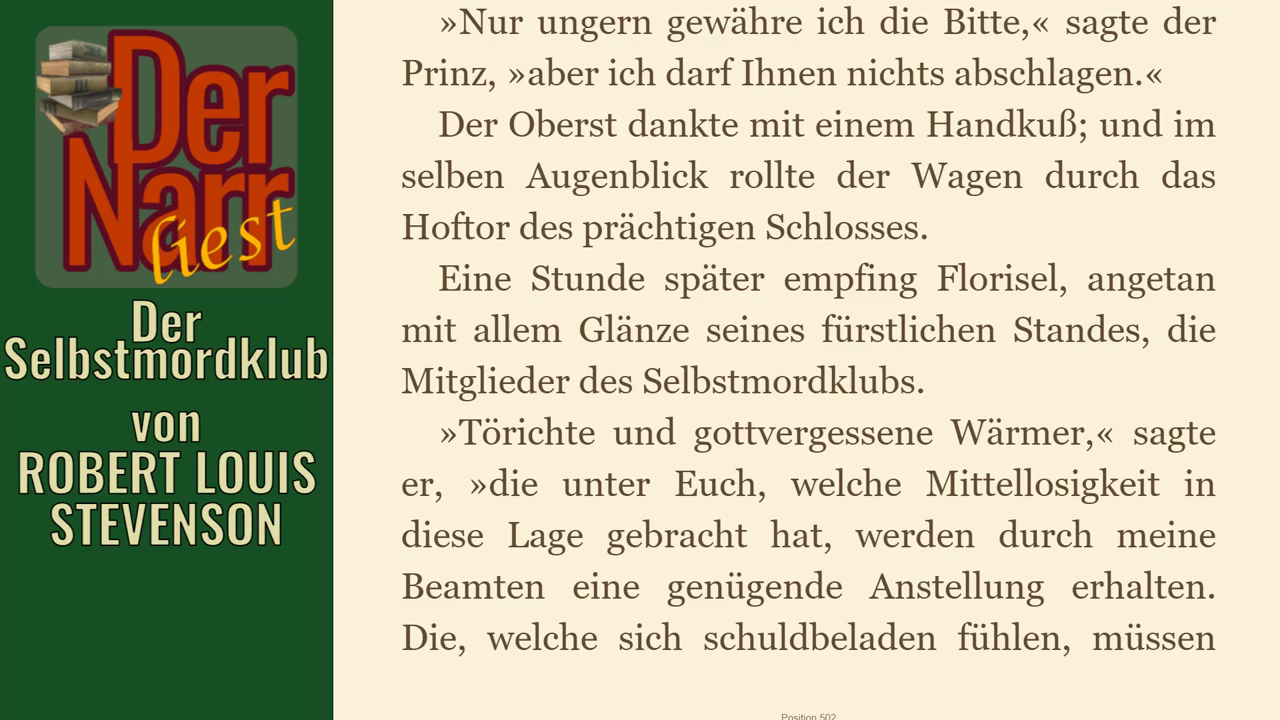 Der
Narr
liest
Der
Selbstmordklub
von
ROBERT LOUIS
STEVENSON
»Nur ungern gewähre ich die Bitte,« sagte der
Prinz, »aber ich darf Ihnen nichts abschlagen.«
Der Oberst dankte mit einem Handkuß; und im
selben Augenblick rollte der Wagen durch das
Hoftor des prächtigen Schlosses.
Eine Stunde später empfing Florisel, angetan
mit allem Glänze seines fürstlichen Standes, die
Mitglieder des Selbstmordklubs.
»Törichte und gottvergessene Wärmer,« sagte
er, »die unter Euch, welche Mittellosigkeit in
diese Lage gebracht hat, werden durch meine
Beamten eine genügende Anstellung erhalten.
Die, welche sich schuldbeladen fühlen, müssen
Position 502